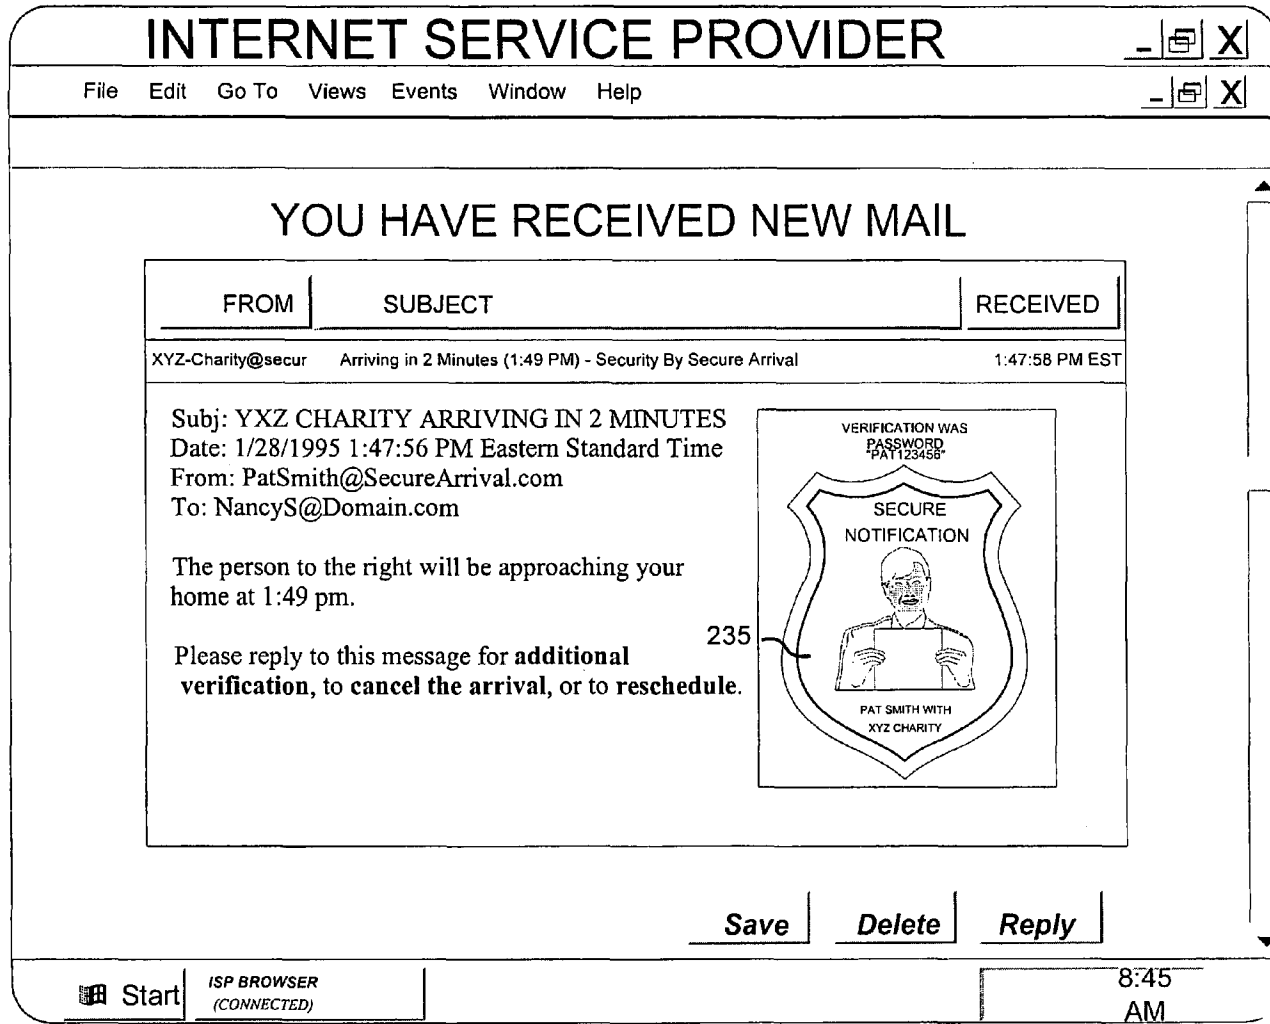 INTERNET SERVICE PROVIDER
File Edit Go To Views Events Window Help
YOU HAVE RECEIVED NEW MAIL
FROM SUBJECT RECEIVED
XYZ-Charity@secur Arriving in 2 Minutes (1:49 PM) - Security By Secure Arrival 1:47:58 PM EST
Subj: YXZ CHARITY ARRIVING IN 2 MINUTES
Date: 1/28/1995 1:47:56 PM Eastern Standard Time
From: PatSmith@SecureArrival.com
To: NancyS@Domain.com
The person to the right will be approaching your
home at 1:49 pm.
Please reply to this message for additional
verification, to cancel the arrival, or to reschedule.
VERIFICATION WAS
PASSWORD
"PAT123456"
SECURE
NOTIFICATION
235
PAT SMITH WITH
XYZ CHARITY
Save Delete Reply
Start
ISP BROWSER
(CONNECTED)
8:45
AM